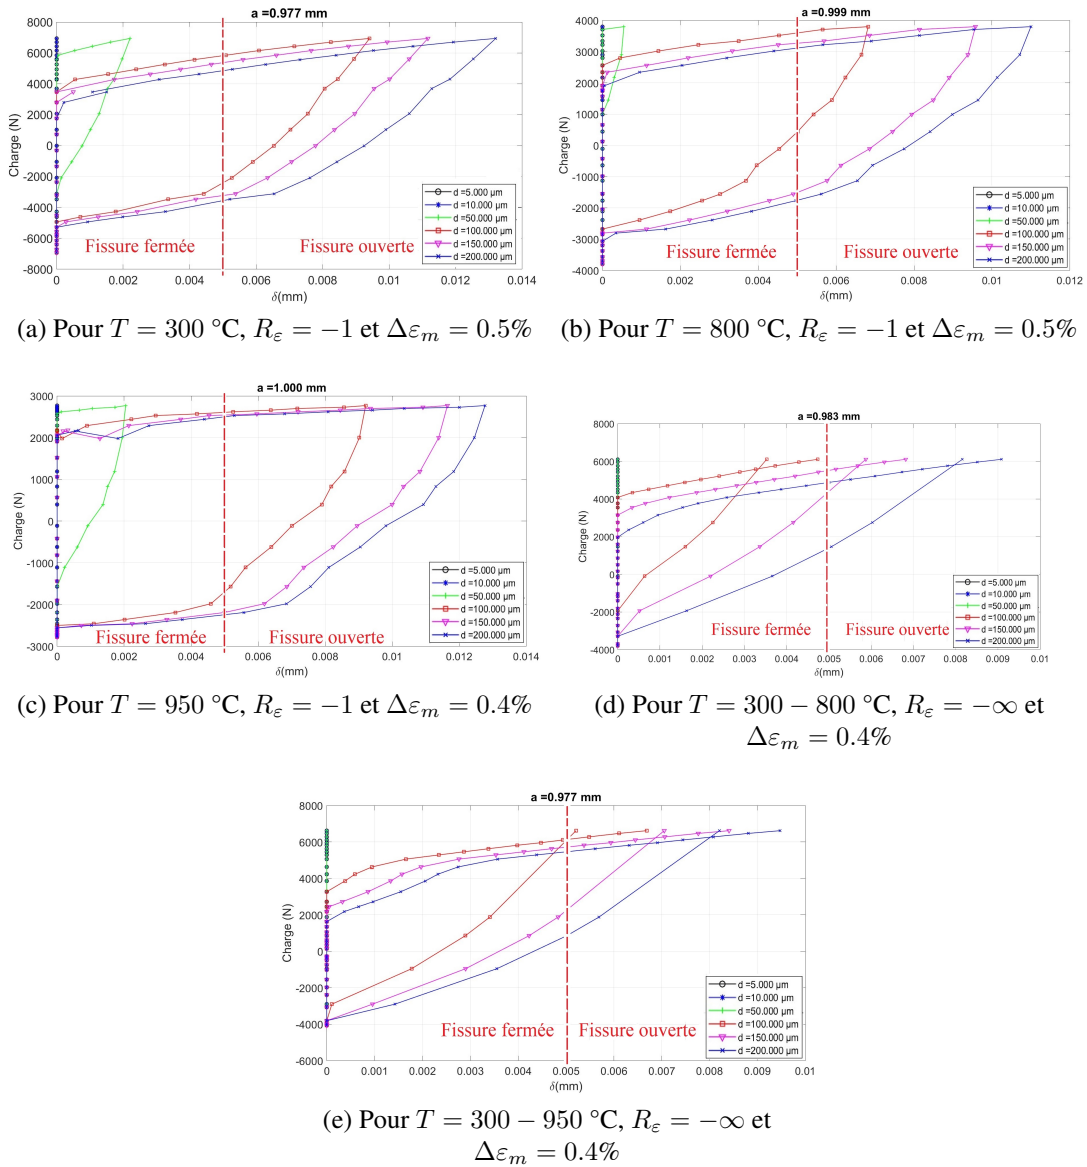 a =0.977 mm
8000
6000
4000
2000
0
-2000
-4000
-6000
-8000
Charge (N)
0
0.002
0.004
0.006
0.008
0.01
0.012
0.014
δ(mm)
Fissure fermée
Fissure ouverte
d =5.000 µm
d =10.000 µm
d =50.000 µm
d =100.000 µm
d =150.000 µm
d =200.000 µm
(a) Pour T = 300 °C, Rε = −1 et Δεm = 0.5%
a =0.999 mm
4000
3000
2000
1000
0
-1000
-2000
-3000
4000
Charge (N)
0
0.002
0.004
0.006
0.008
0.01
0.012
δ(mm)
Fissure fermée
Fissure ouverte
d =5.000 µm
d =10.000 µm
d =50.000 µm
d =100.000 µm
d =150.000 µm
d =200.000 µm
(b) Pour T = 800 °C, Rε = −1 et Δεm = 0.5%
a =1.000 mm
3000
2000
1000
0
-1000
-2000
-3000
Charge (N)
0
0.002
0.004
0.006
0.008
0.01
0.012
0.014
δ(mm)
Fissure fermée
Fissure ouverte
d =5.000 µm
d =10.000 µm
d =50.000 µm
d =100.000 µm
d =150.000 µm
d =200.000 µm
(c) Pour T = 950 °C, Rε = −1 et Δεm = 0.4%
a =0.983 mm
8000
6000
4000
2000
0
-2000
-4000
Charge (N)
0
0.001
0.002
0.003
0.004
0.005
0.006
0.007
0.008
0.009
0.01
δ(mm)
Fissure fermée
Fissure ouverte
d =5.000 µm
d =10.000 µm
d =50.000 µm
d =100.000 µm
d =150.000 µm
d =200.000 µm
(d) Pour T = 300 − 800 °C, Rε = −∞ et
Δεm = 0.4%
a =0.977 mm
8000
6000
4000
2000
0
-2000
-4000
-6000
Charge (N)
0
0.001
0.002
0.003
0.004
0.005
0.006
0.007
0.008
0.009
0.01
δ(mm)
Fissure fermée
Fissure ouverte
d =5.000 µm
d =10.000 µm
d =50.000 µm
d =100.000 µm
d =150.000 µm
d =200.000 µm
(e) Pour T = 300 − 950 °C, Rε = −∞ et
Δεm = 0.4%